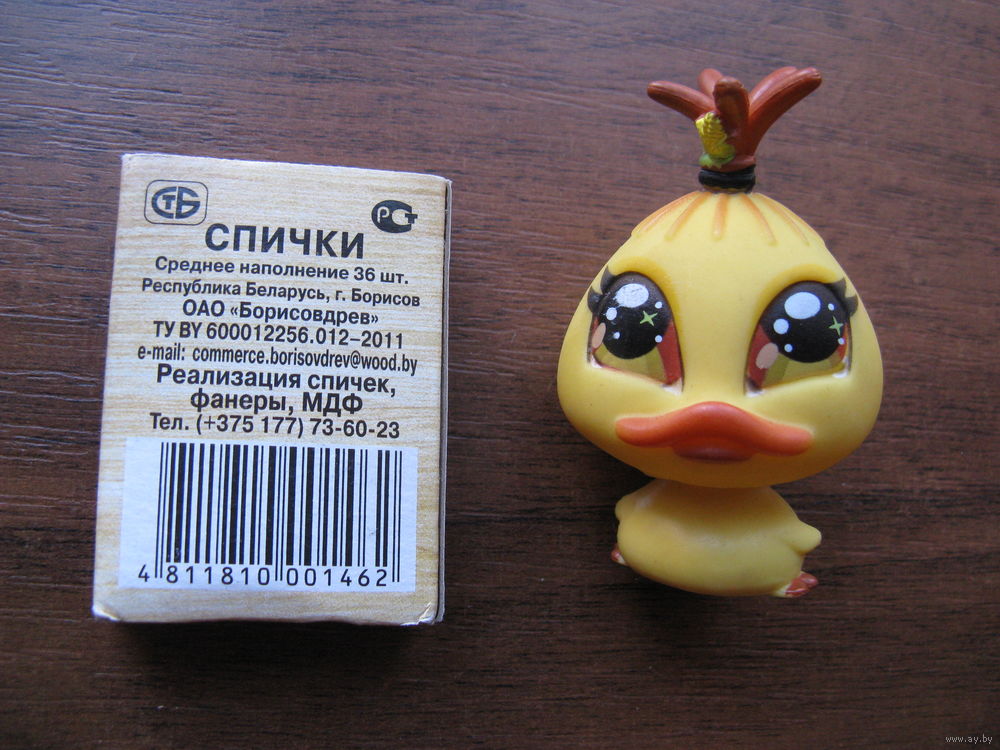 СТБ
РСТ
СПИЧКИ
Среднее наполнение 36 шт.
Республика Беларусь, г. Борисов
ОАО «Борисовдрев»
ТУ BY 600012256.012–2011
e-mail: commerce.borisovdrev@wood.by
Реализация спичек,
фанеры, МДФ
Тел. (+375 177) 73-60-23
4 811810 001462
www.ay.by